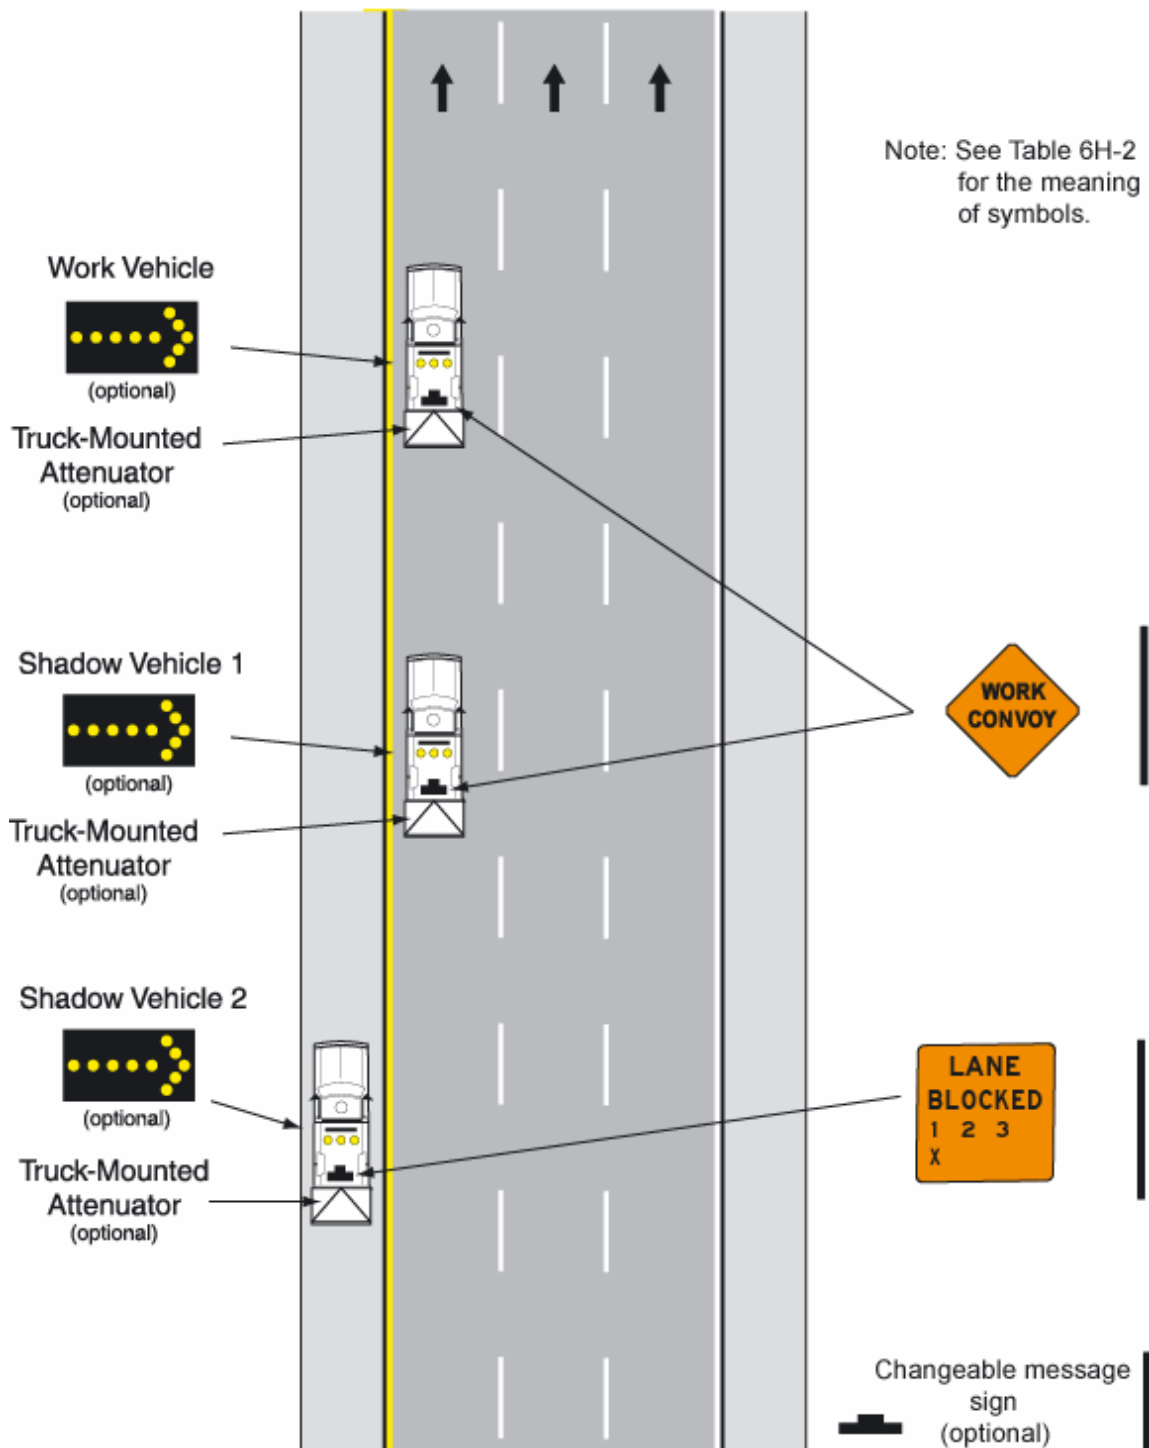 Note: See Table 6H-2
for the meaning
of symbols.
Work Vehicle
(optional)
Truck-Mounted
Attenuator
(optional)
Shadow Vehicle 1
(optional)
Truck-Mounted
Attenuator
(optional)
WORK
CONVOY
Shadow Vehicle 2
(optional)
Truck-Mounted
Attenuator
(optional)
LANE
BLOCKED
1 2 3
X
Changeable message
sign
(optional)